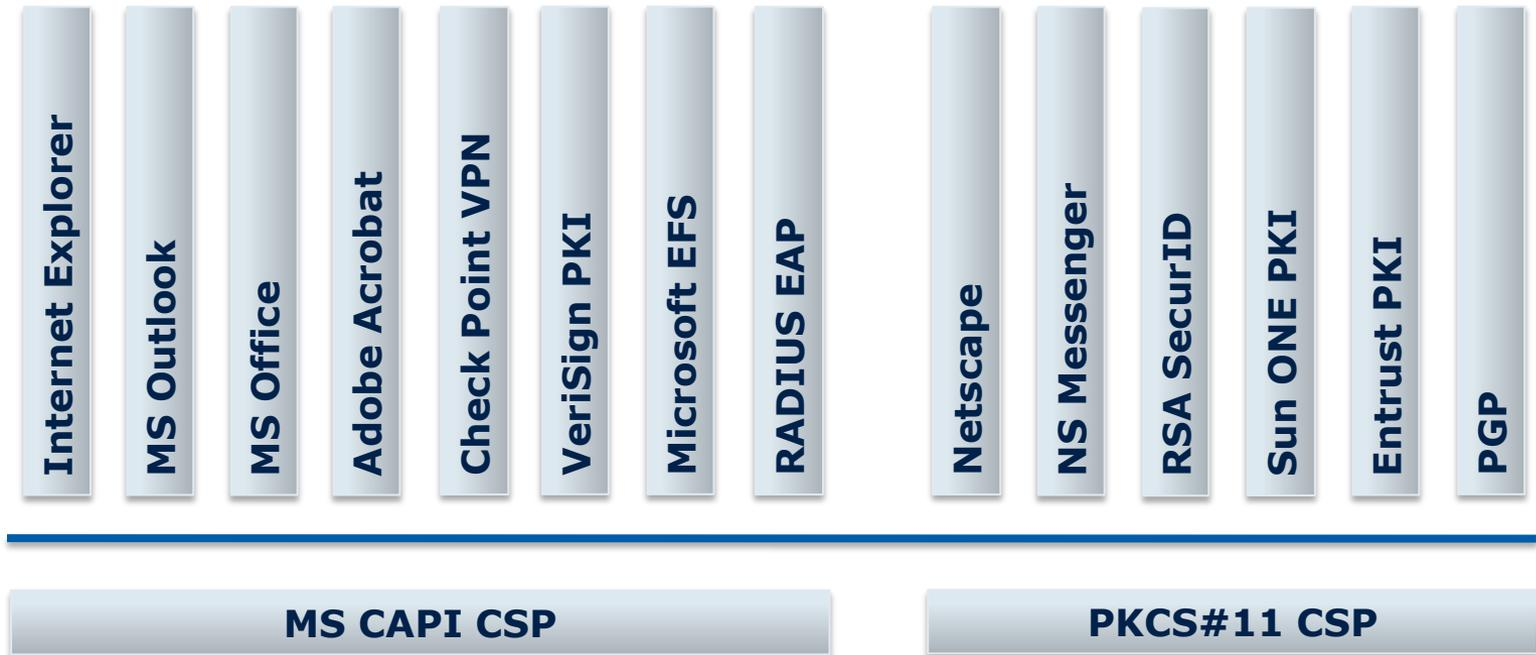 Internet Explorer
MS Outlook
MS Office
Adobe Acrobat
Check Point VPN
VeriSign PKI
Microsoft EFS
RADIUS EAP
Netscape
NS Messenger
RSA SecurID
Sun ONE PKI
Entrust PKI
PGP
MS CAPI CSP
PKCS#11 CSP